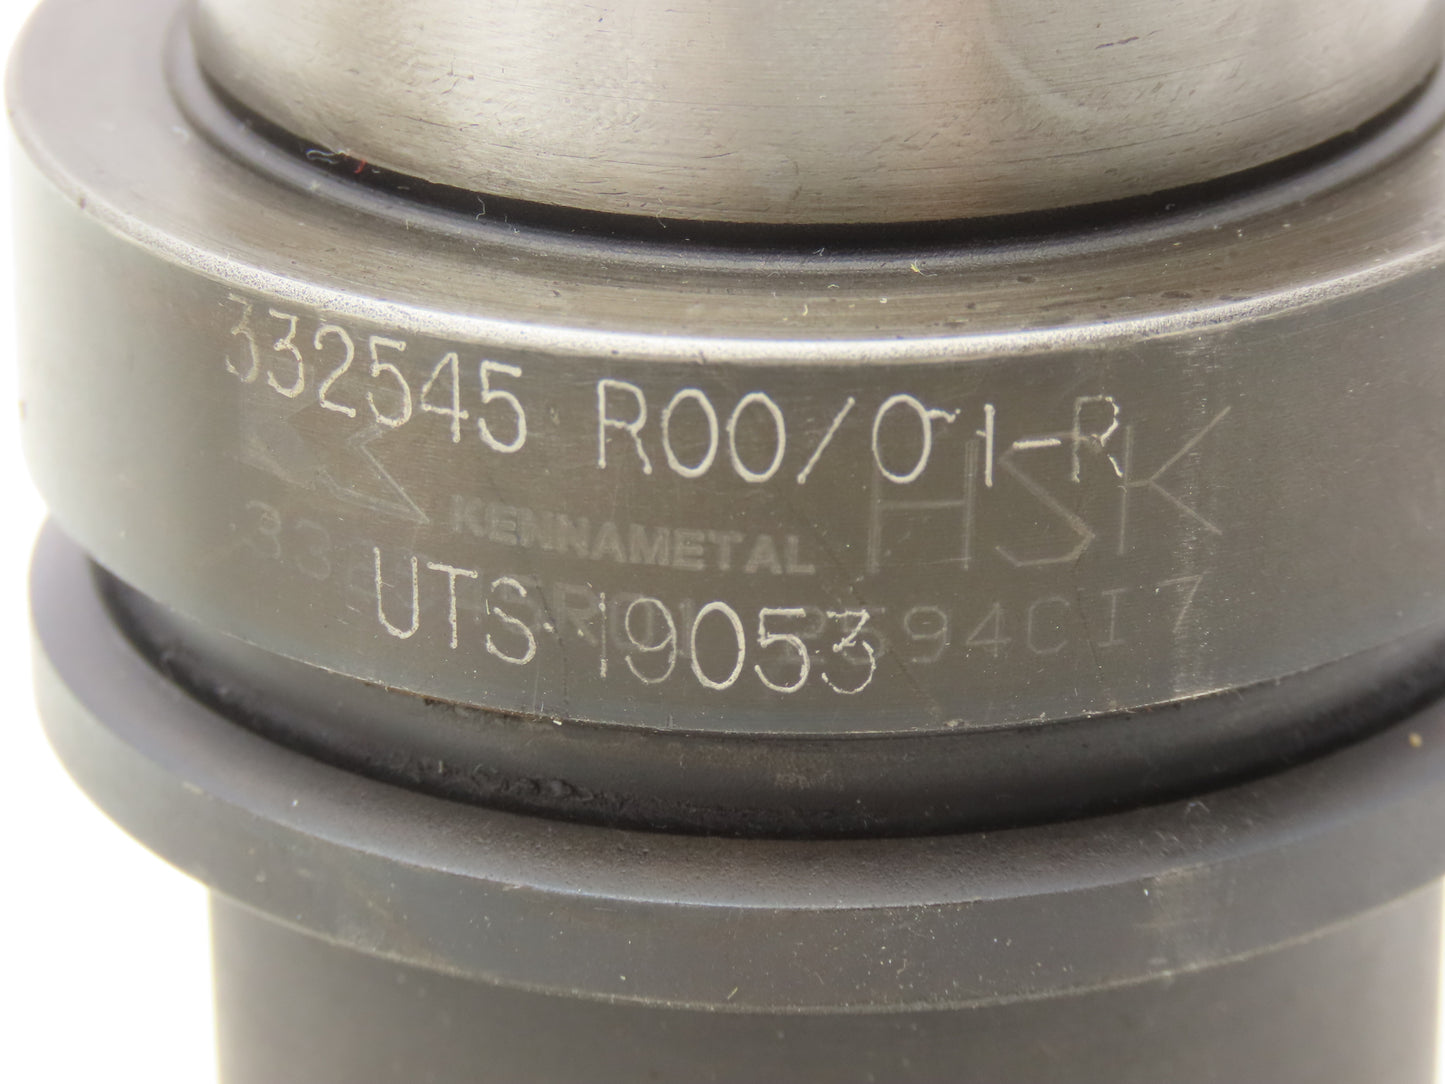 332545 R00/01-R
KENNAMETAL HSK
UTS 19053